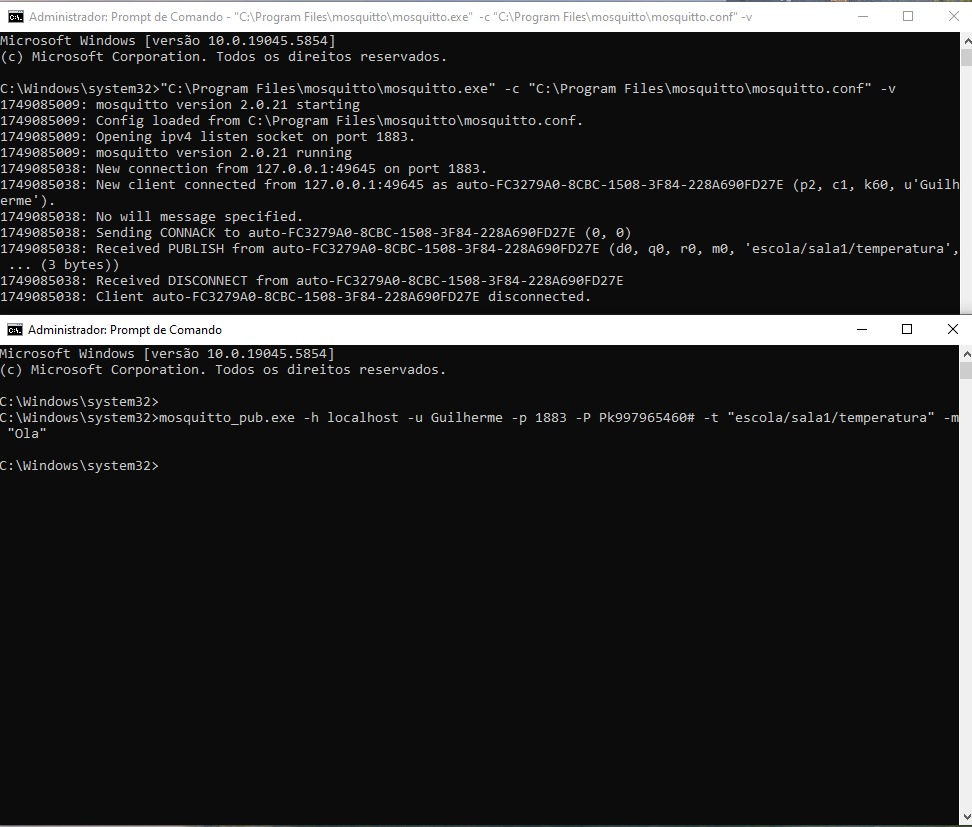 Administrador: Prompt de Comando - "C:\Program Files\mosquitto\mosquitto.exe" -c "C:\Program Files\mosquitto\mosquitto.conf" -v
Microsoft Windows [versão 10.0.19045.5854]
(c) Microsoft Corporation. Todos os direitos reservados.
C:\Windows\system32>"C:\Program Files\mosquitto\mosquitto.exe" -c "C:\Program Files\mosquitto\mosquitto.conf" -v
1749085009: mosquitto version 2.0.21 starting
1749085009: Config loaded from C:\Program Files\mosquitto\mosquitto.conf.
1749085009: Opening ipv4 listen socket on port 1883.
1749085009: mosquitto version 2.0.21 running
1749085038: New connection from 127.0.0.1:49645 on port 1883.
1749085038: New client connected from 127.0.0.1:49645 as auto-FC3279A0-8CBC-1508-3F84-228A690FD27E (p2, c1, k60, u'Guilh
erme').
1749085038: No will message specified.
1749085038: Sending CONNACK to auto-FC3279A0-8CBC-1508-3F84-228A690FD27E (0, 0)
1749085038: Received PUBLISH from auto-FC3279A0-8CBC-1508-3F84-228A690FD27E (d0, q0, r0, m0, 'escola/sala1/temperatura',
 ... (3 bytes))
1749085038: Received DISCONNECT from auto-FC3279A0-8CBC-1508-3F84-228A690FD27E
1749085038: Client auto-FC3279A0-8CBC-1508-3F84-228A690FD27E disconnected.
Administrador: Prompt de Comando
Microsoft Windows [versão 10.0.19045.5854]
(c) Microsoft Corporation. Todos os direitos reservados.
C:\Windows\system32>
C:\Windows\system32>mosquitto_pub.exe -h localhost -u Guilherme -p 1883 -P Pk997965460# -t "escola/sala1/temperatura" -m
 "Ola"
C:\Windows\system32>